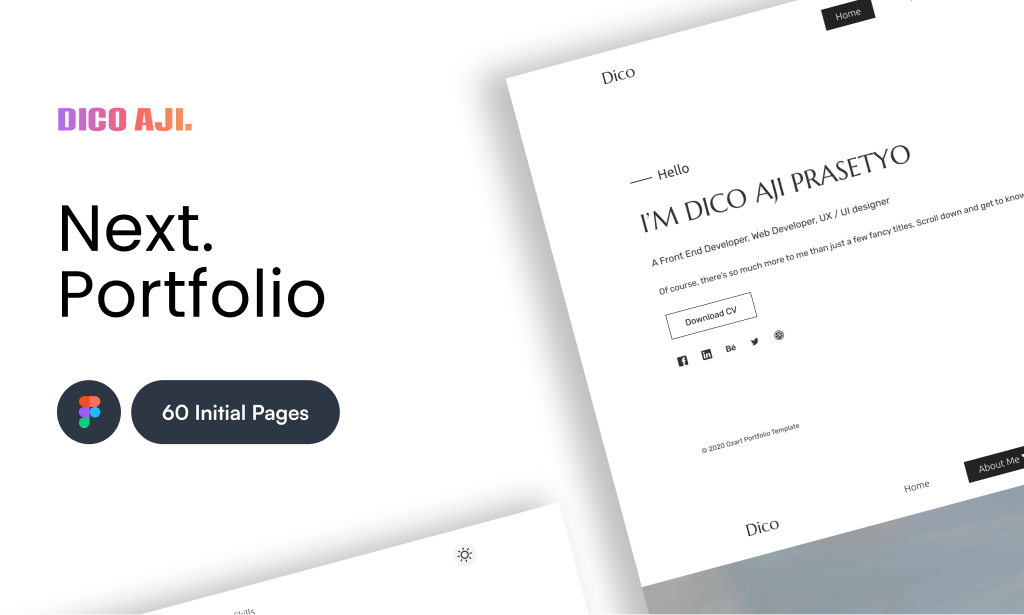 DICO AJI.
Next.
Portfolio
60 Initial Pages
Home
Dico
Hello
I'M DICO AJI PRASETYO
A Front End Developer, Web Developer, UX / UI designer
Of course, there's so much more to me than just a few fancy titles. Scroll down and get to know
Download CV
Bē
© 2020 Ozart Portfolio Template
Dico
Home
About Me
Skills